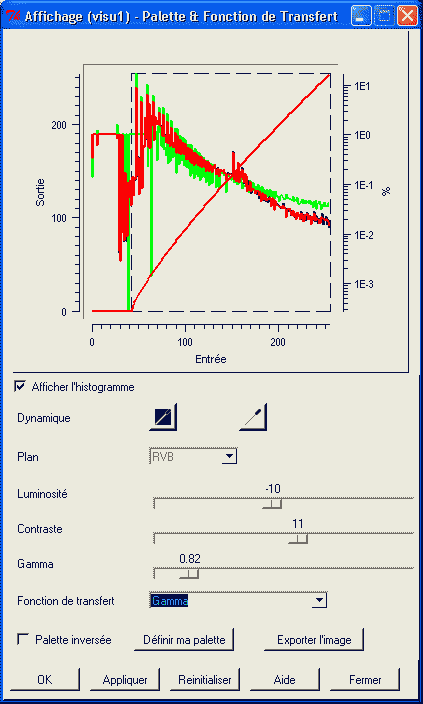 Affichage (visu1) - Palette & Fonction de Transfert
Sortie
200
100
0
1E1
1E0
1E-1
1E-2
1E-3
%
0 100 200
Entrée
Afficher l'histogramme
Dynamique
Plan RVB
Luminosité -10
Contraste 11
Gamma 0.82
Fonction de transfert Gamma
Palette inversée Définir ma palette Exporter l'image
OK Appliquer Reinitialiser Aide Fermer